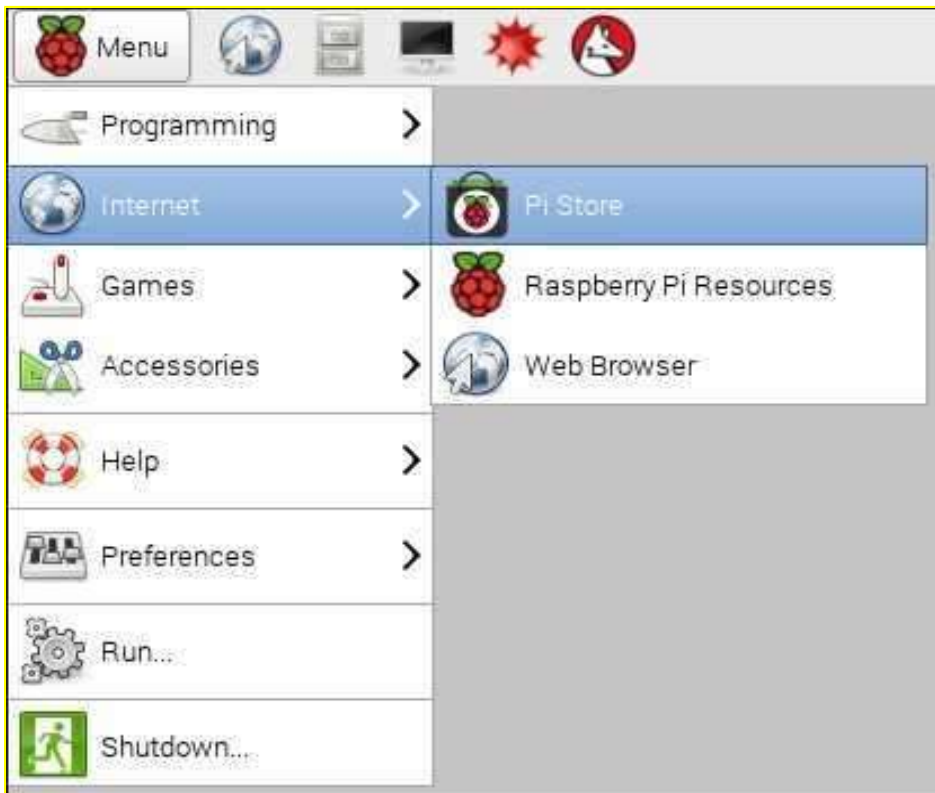 Menu
Programming
Internet
Pi Store
Games
Raspberry Pi Resources
Accessories
Web Browser
Help
Preferences
Run...
Shutdown...